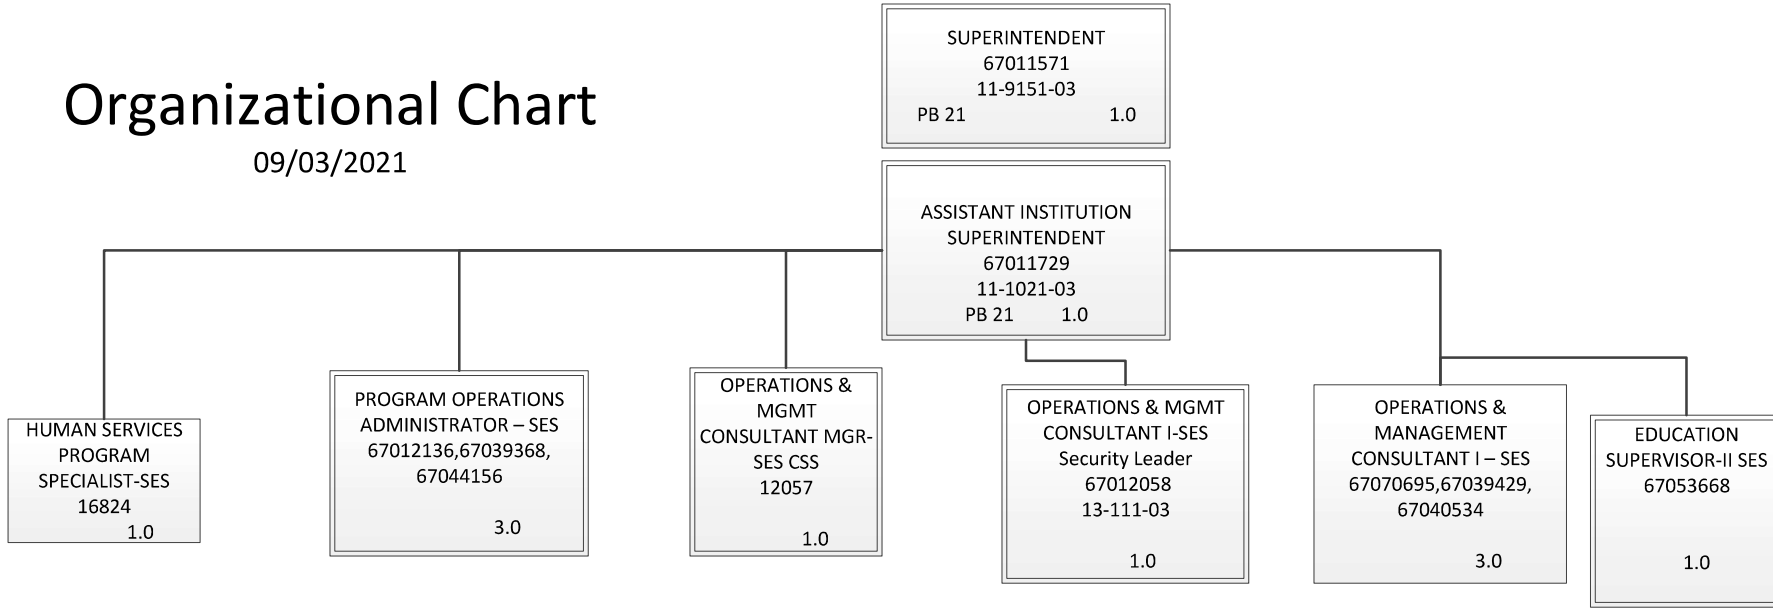 Organizational Chart
09/03/2021
SUPERINTENDENT
67011571
11-9151-03
PB 21 1.0
ASSISTANT INSTITUTION
SUPERINTENDENT
67011729
11-1021-03
PB 21 1.0
HUMAN SERVICES
PROGRAM
SPECIALIST-SES
16824
1.0
PROGRAM OPERATIONS
ADMINISTRATOR – SES
67012136,67039368,
67044156
3.0
OPERATIONS &
MGMT
CONSULTANT MGR-
SES CSS
12057
1.0
OPERATIONS & MGMT
CONSULTANT I-SES
Security Leader
67012058
13-111-03
1.0
OPERATIONS &
MANAGEMENT
CONSULTANT I – SES
67070695,67039429,
67040534
3.0
EDUCATION
SUPERVISOR-II SES
67053668
1.0